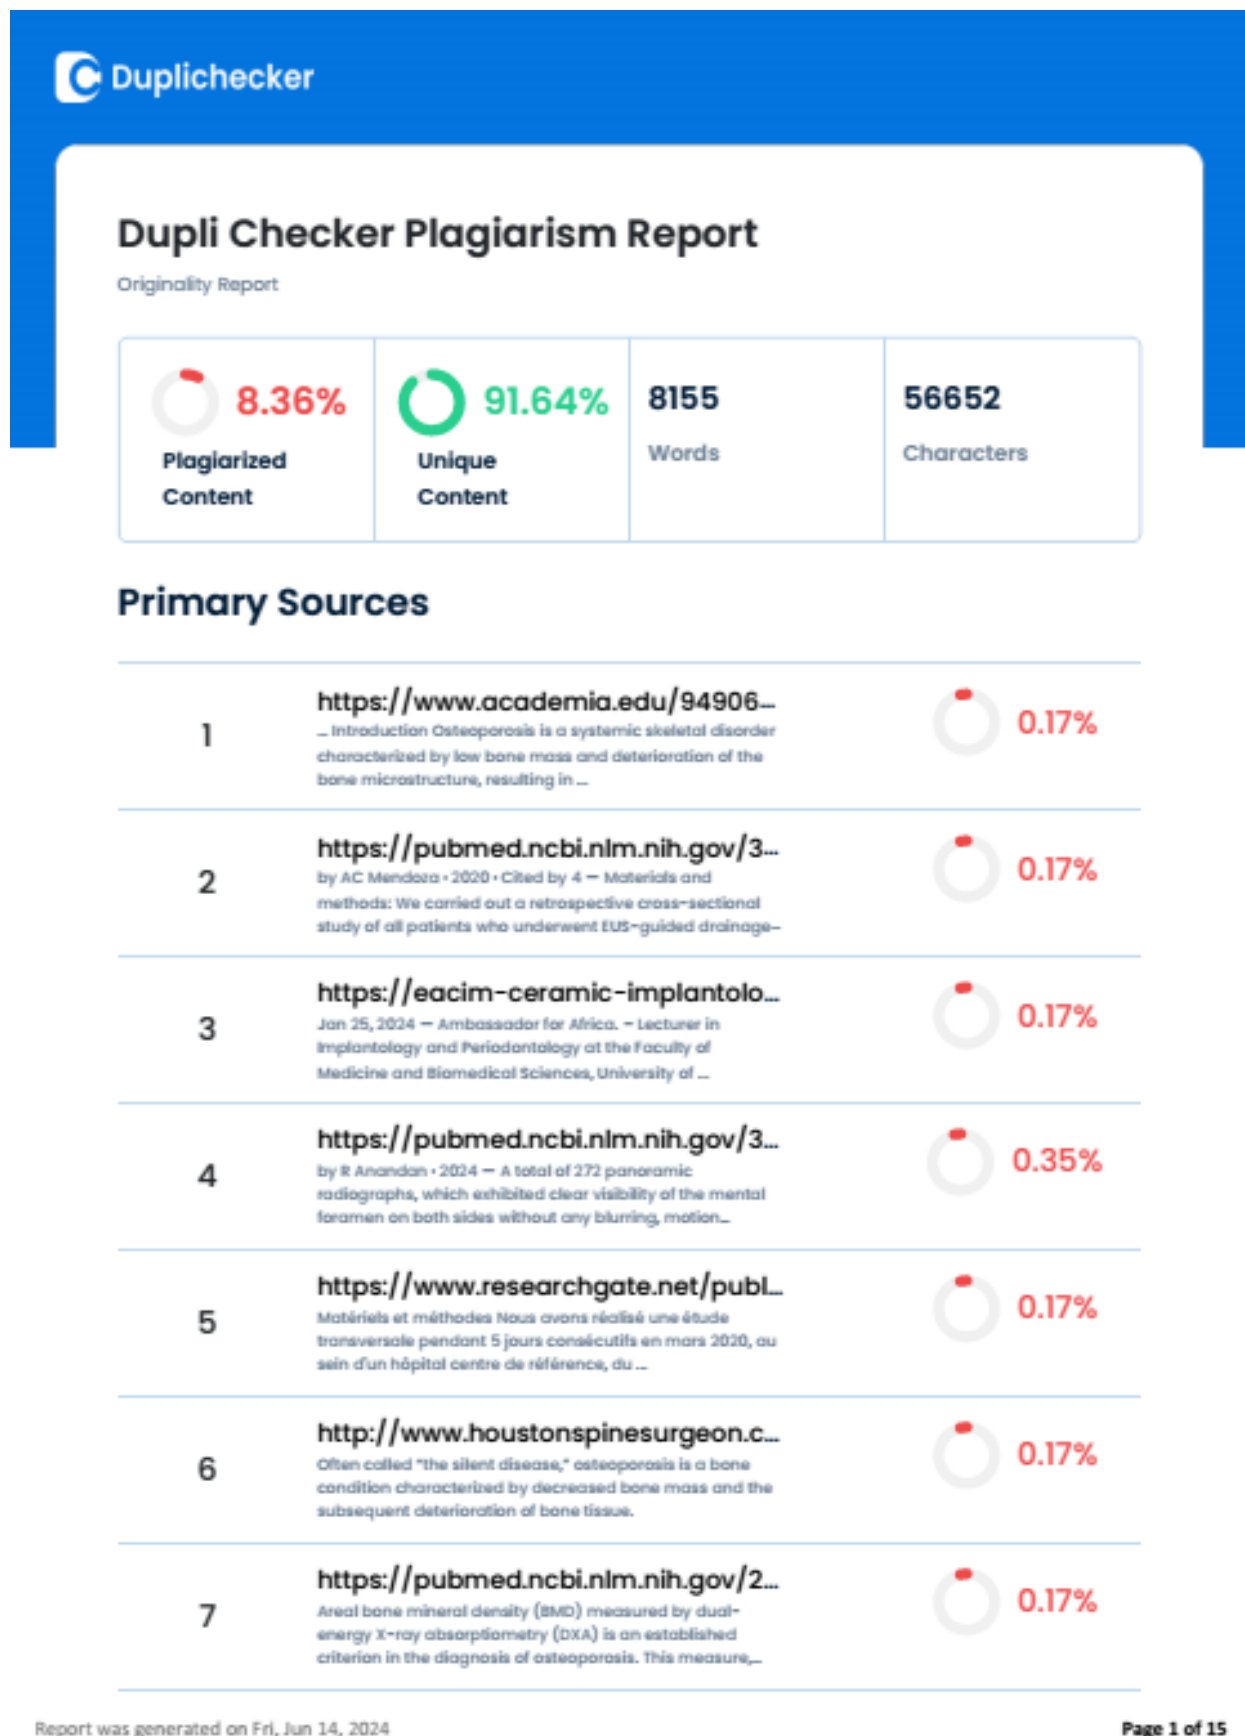 Duplichecker
Dupli Checker Plagiarism Report
Originality Report
8.36%
Plagiarized
Content
91.64%
Unique
Content
8155
Words
56652
Characters
Primary Sources
1
https://www.academia.edu/94906...
... Introduction Osteoporosis is a systemic skeletal disorder
characterized by low bone mass and deterioration of the
bone microstructure, resulting in ...
0.17%
2
https://pubmed.ncbi.nlm.nih.gov/3...
by AC Mendoza · 2020 · Cited by 4 — Materials and
methods: We carried out a retrospective cross-sectional
study of all patients who underwent EUS-guided drainage...
0.17%
3
https://eacim-ceramic-implantolo...
Jan 25, 2024 — Ambassador for Africa. – Lecturer in
Implantology and Periodontology at the Faculty of
Medicine and Biomedical Sciences, University of ...
0.17%
4
https://pubmed.ncbi.nlm.nih.gov/3...
by R Anandan · 2024 — A total of 272 panoramic
radiographs, which exhibited clear visibility of the mental
foramen on both sides without any blurring, motion...
0.35%
5
https://www.researchgate.net/publ...
Matériels et méthodes Nous avons réalisé une étude
transversale pendant 5 jours consécutifs en mars 2020, au
sein d'un hôpital centre de référence, du ...
0.17%
6
http://www.houstonspinesurgeon.c...
Often called "the silent disease," osteoporosis is a bone
condition characterized by decreased bone mass and the
subsequent deterioration of bone tissue.
0.17%
7
https://pubmed.ncbi.nlm.nih.gov/2...
Areal bone mineral density (BMD) measured by dual-
energy X-ray absorptiometry (DXA) is an established
criterion in the diagnosis of osteoporosis. This measure,...
0.17%
Report was generated on Fri, Jun 14, 2024
Page 1 of 15